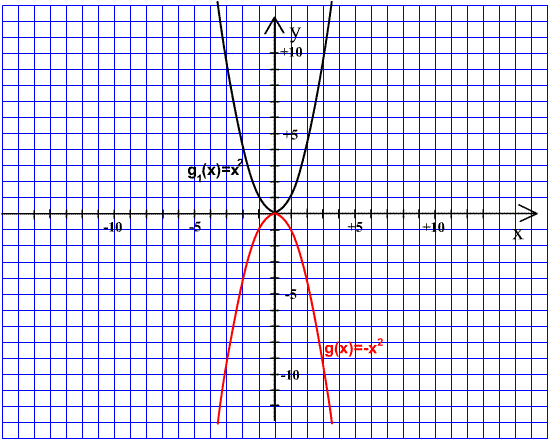 y
+10
+5
g₁(x)=x²
-10 -5 +5 +10
x
-5
g(x)=-x²
-10